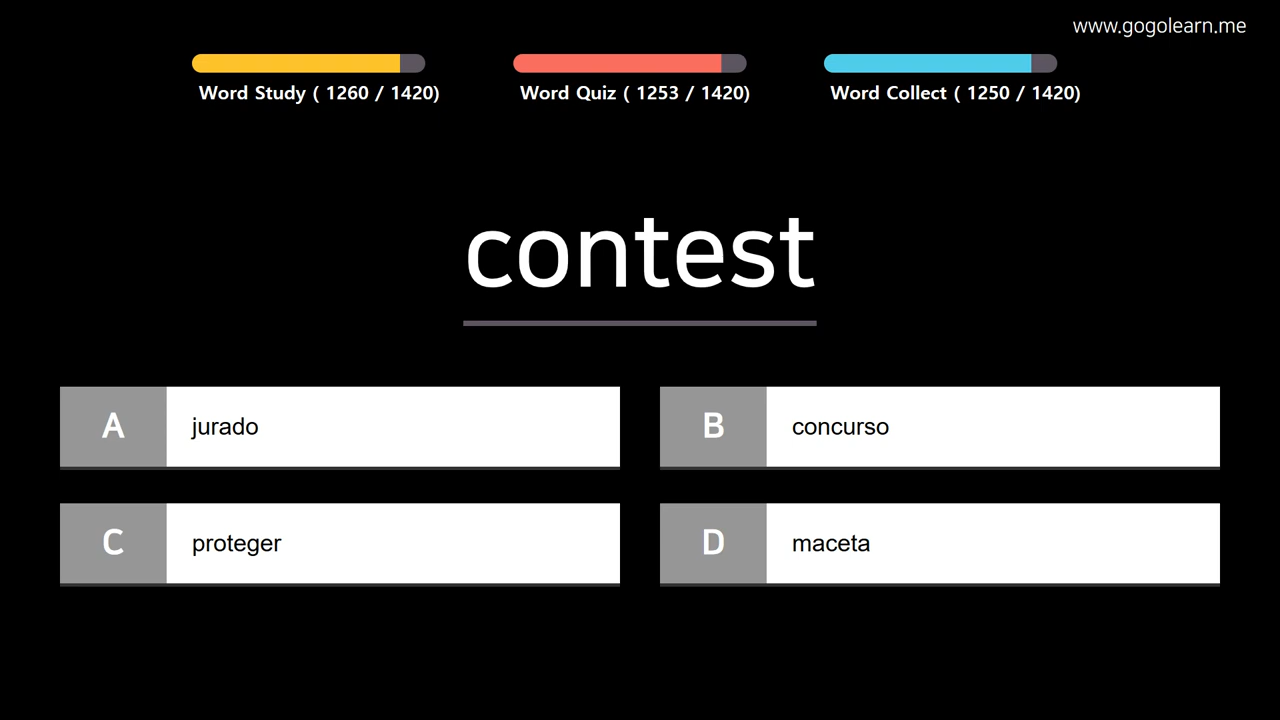 www.gogolearn.me
Word Study ( 1260 / 1420)
Word Quiz ( 1253 / 1420)
Word Collect ( 1250 / 1420)
contest
A jurado
B concurso
C proteger
D maceta